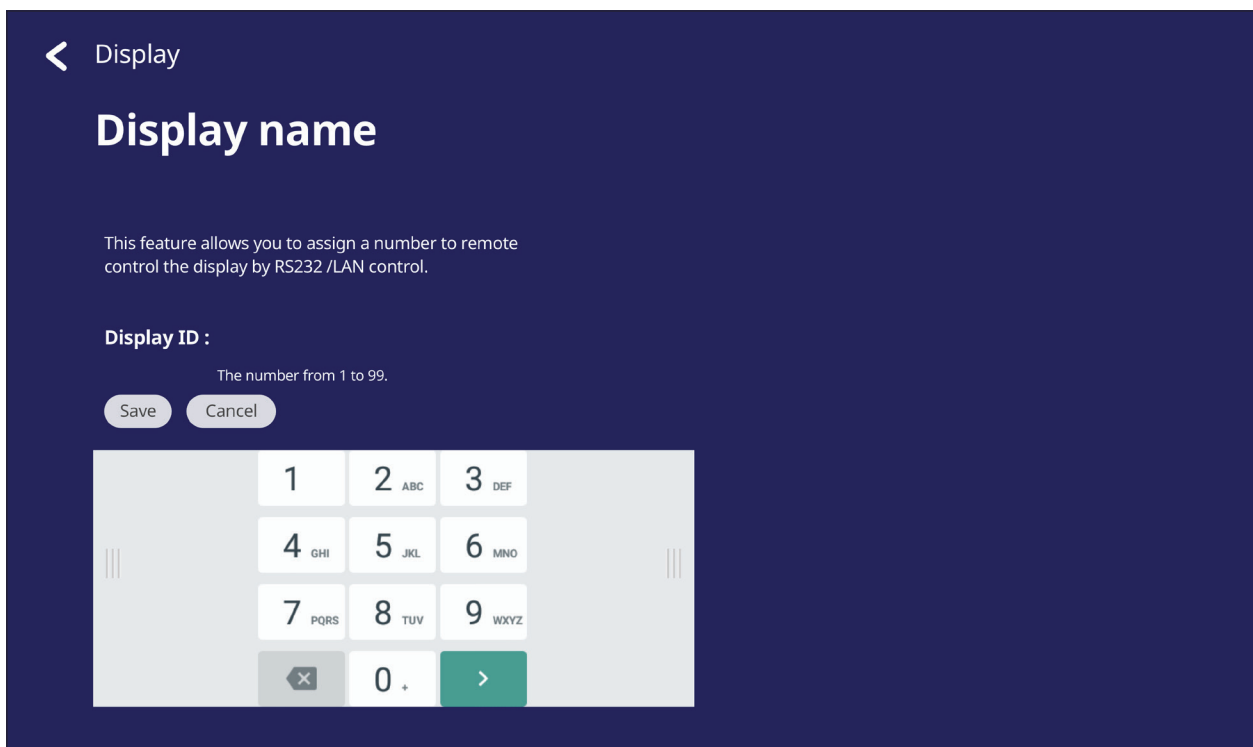 Display
Display name
This feature allows you to assign a number to remote
control the display by RS232 /LAN control.
Display ID :
The number from 1 to 99.
Save Cancel
1 2 ABC 3 DEF
4 GHI 5 JKL 6 MNO
7 PQRS 8 TUV 9 WXYZ
0 +